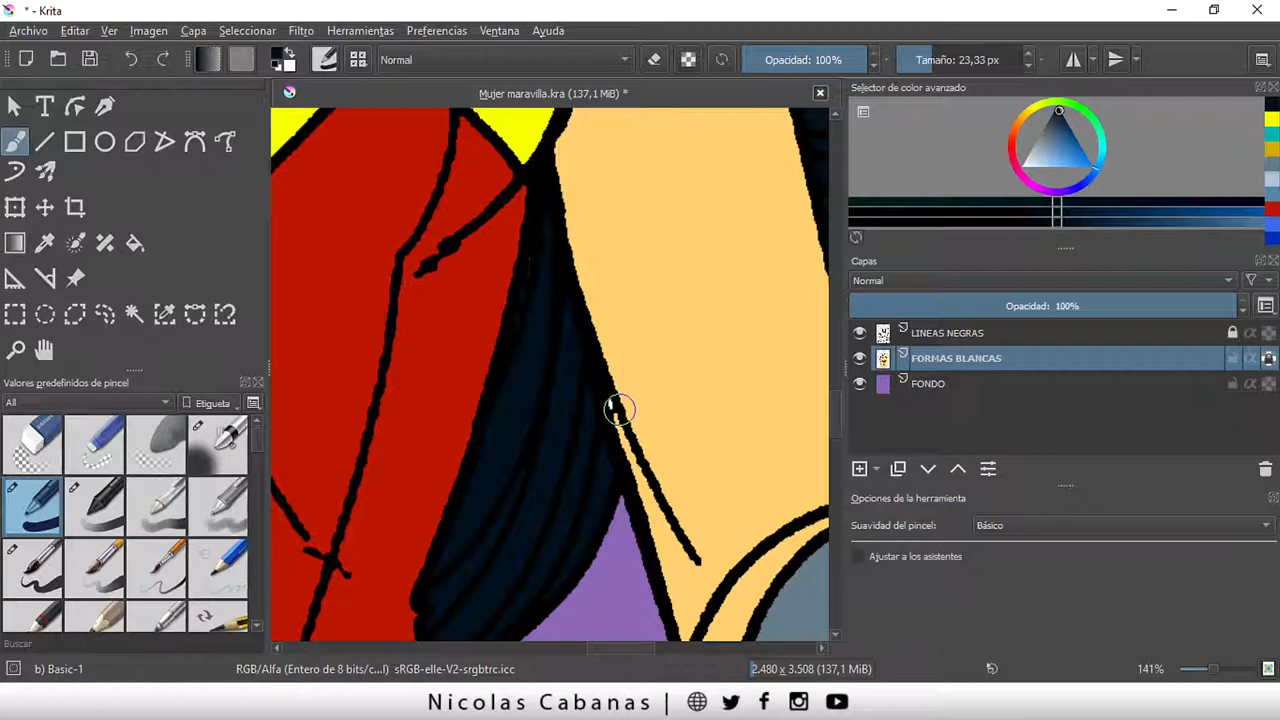 * - Krita
Archivo Editar Ver Imagen Capa Seleccionar Filtro Herramientas Preferencias Ventana Ayuda
Normal Opacidad: 100% Tamaño: 23,33 px
Mujer maravilla.kra (137,1 MiB) *
Selector de color avanzado
Capas
Normal
Opacidad: 100%
LINEAS NEGRAS
FORMAS BLANCAS
FONDO
Valores predefinidos de pincel
All Etiqueta
Opciones de la herramienta
Suavidad del pincel: Básico
Ajustar a los asistentes
Buscar
b) Basic-1 RGB/Alfa (Entero de 8 bits/c...l) sRGB-elle-V2-srgbtrc.icc 2.480 x 3.508 (137,1 MiB) 141%
Nicolas Cabanas |